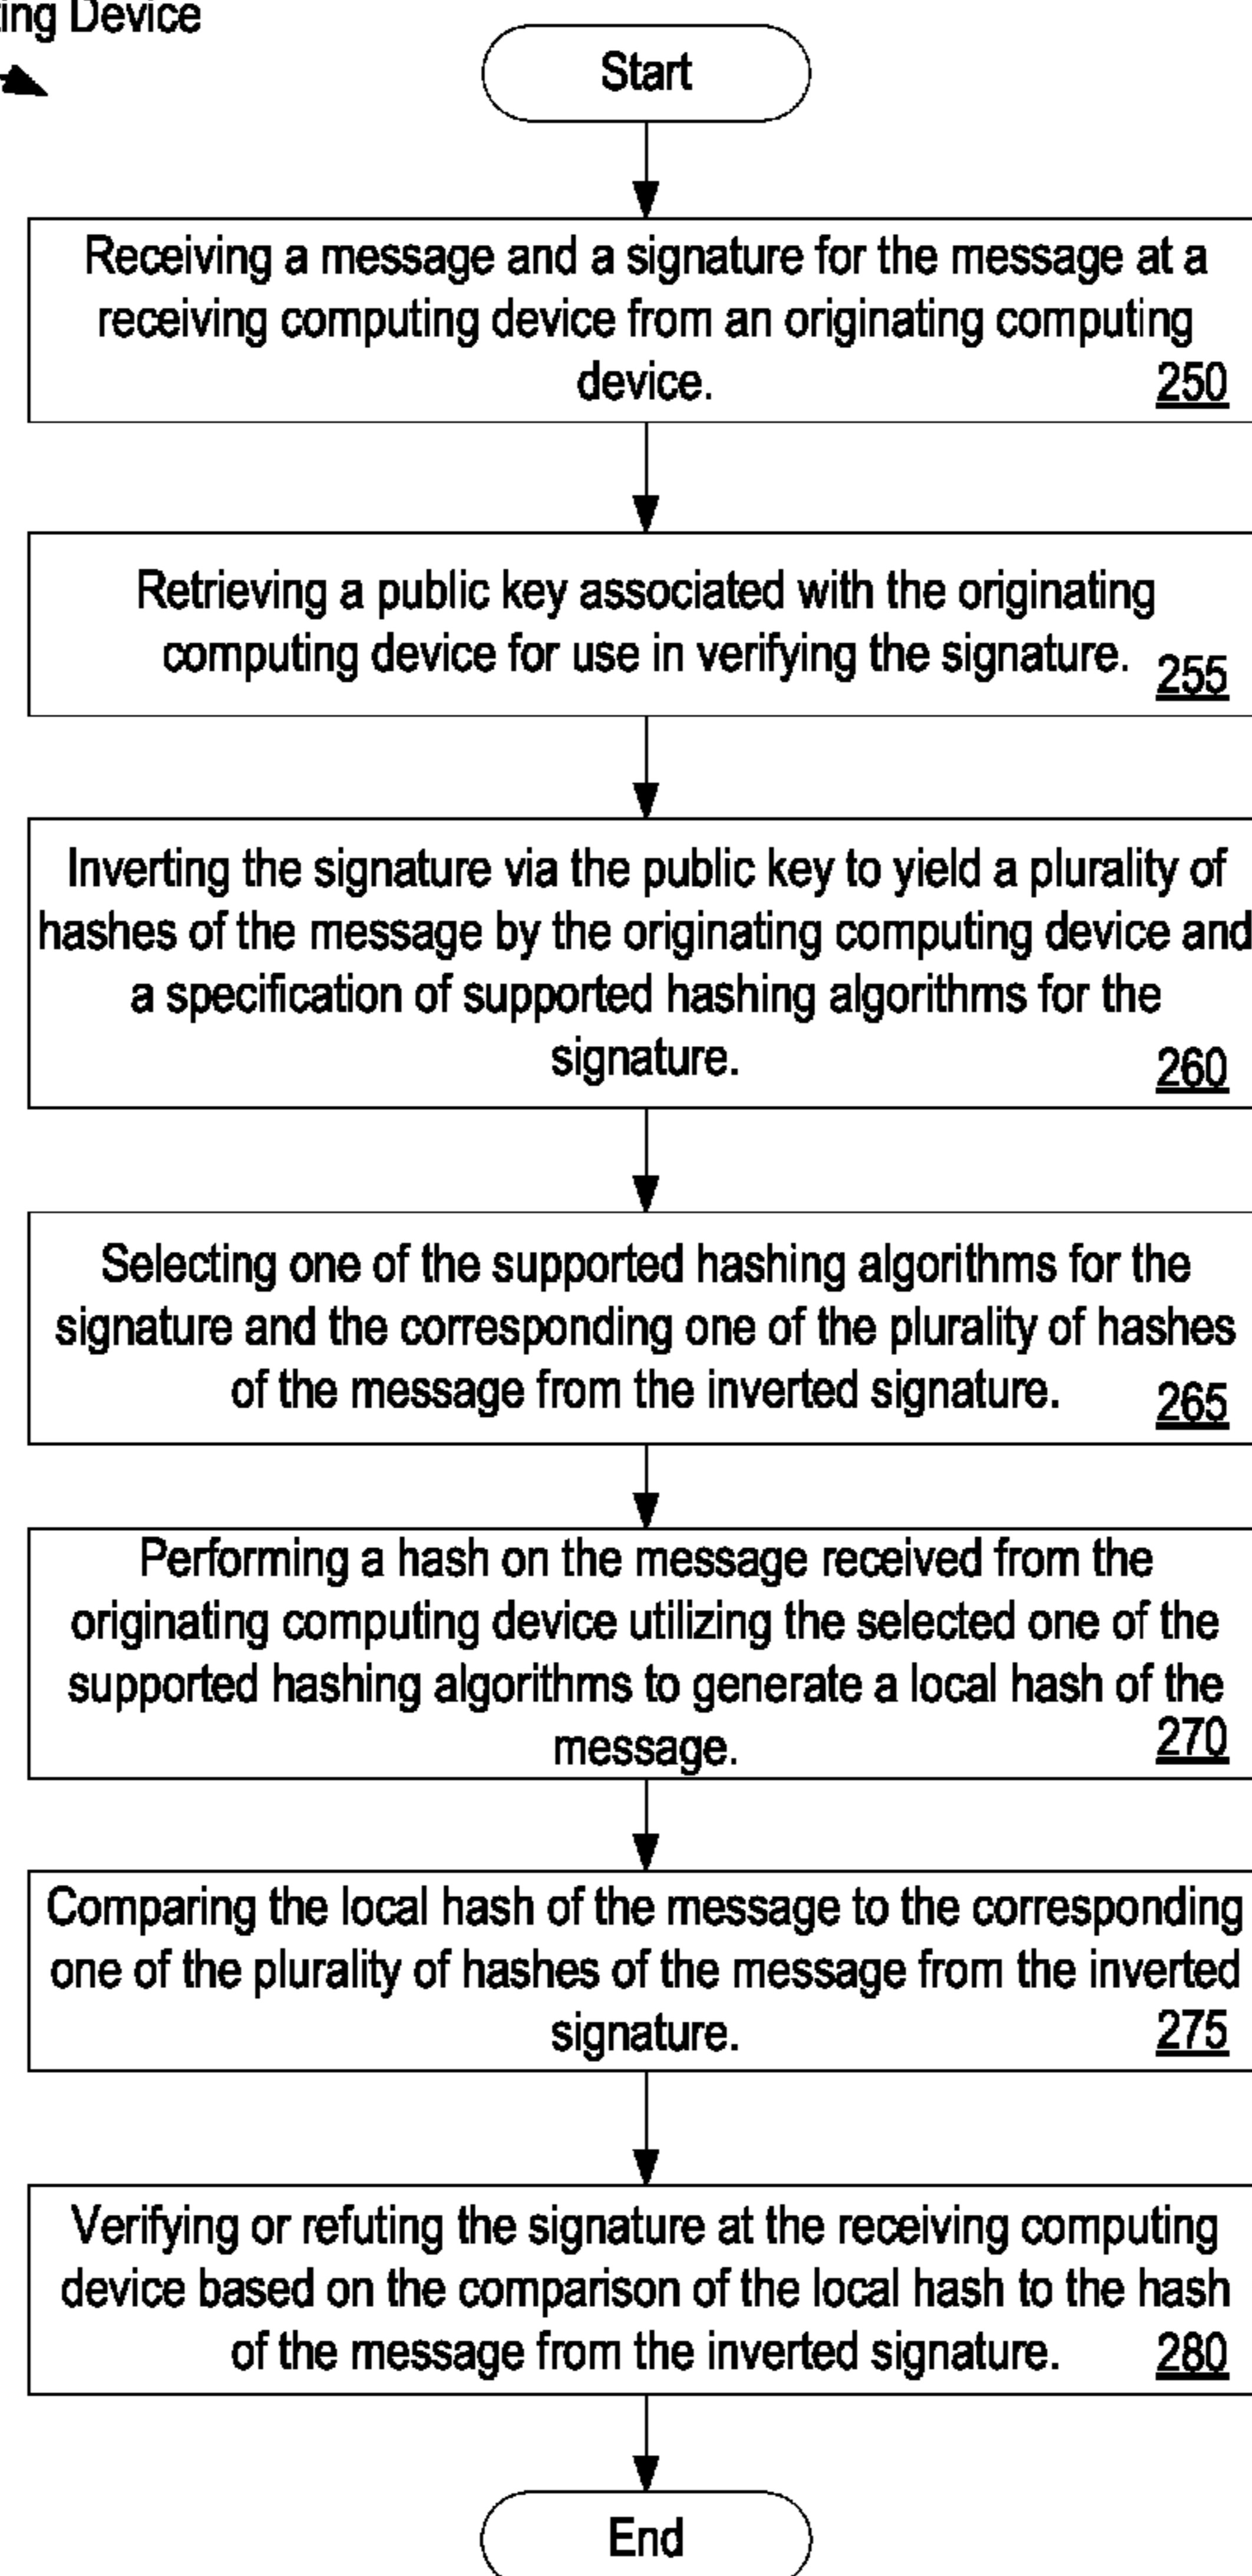 Device
Start
Receiving a message and a signature for the message at a
receiving computing device from an originating computing
device.
250
Retrieving a public key associated with the originating
computing device for use in verifying the signature.
255
Inverting the signature via the public key to yield a plurality of
hashes of the message by the originating computing device and
a specification of supported hashing algorithms for the
signature.
260
Selecting one of the supported hashing algorithms for the
signature and the corresponding one of the plurality of hashes
of the message from the inverted signature.
265
Performing a hash on the message received from the
originating computing device utilizing the selected one of the
supported hashing algorithms to generate a local hash of the
message.
270
Comparing the local hash of the message to the corresponding
one of the plurality of hashes of the message from the inverted
signature.
275
Verifying or refuting the signature at the receiving computing
device based on the comparison of the local hash to the hash
of the message from the inverted signature.
280
End